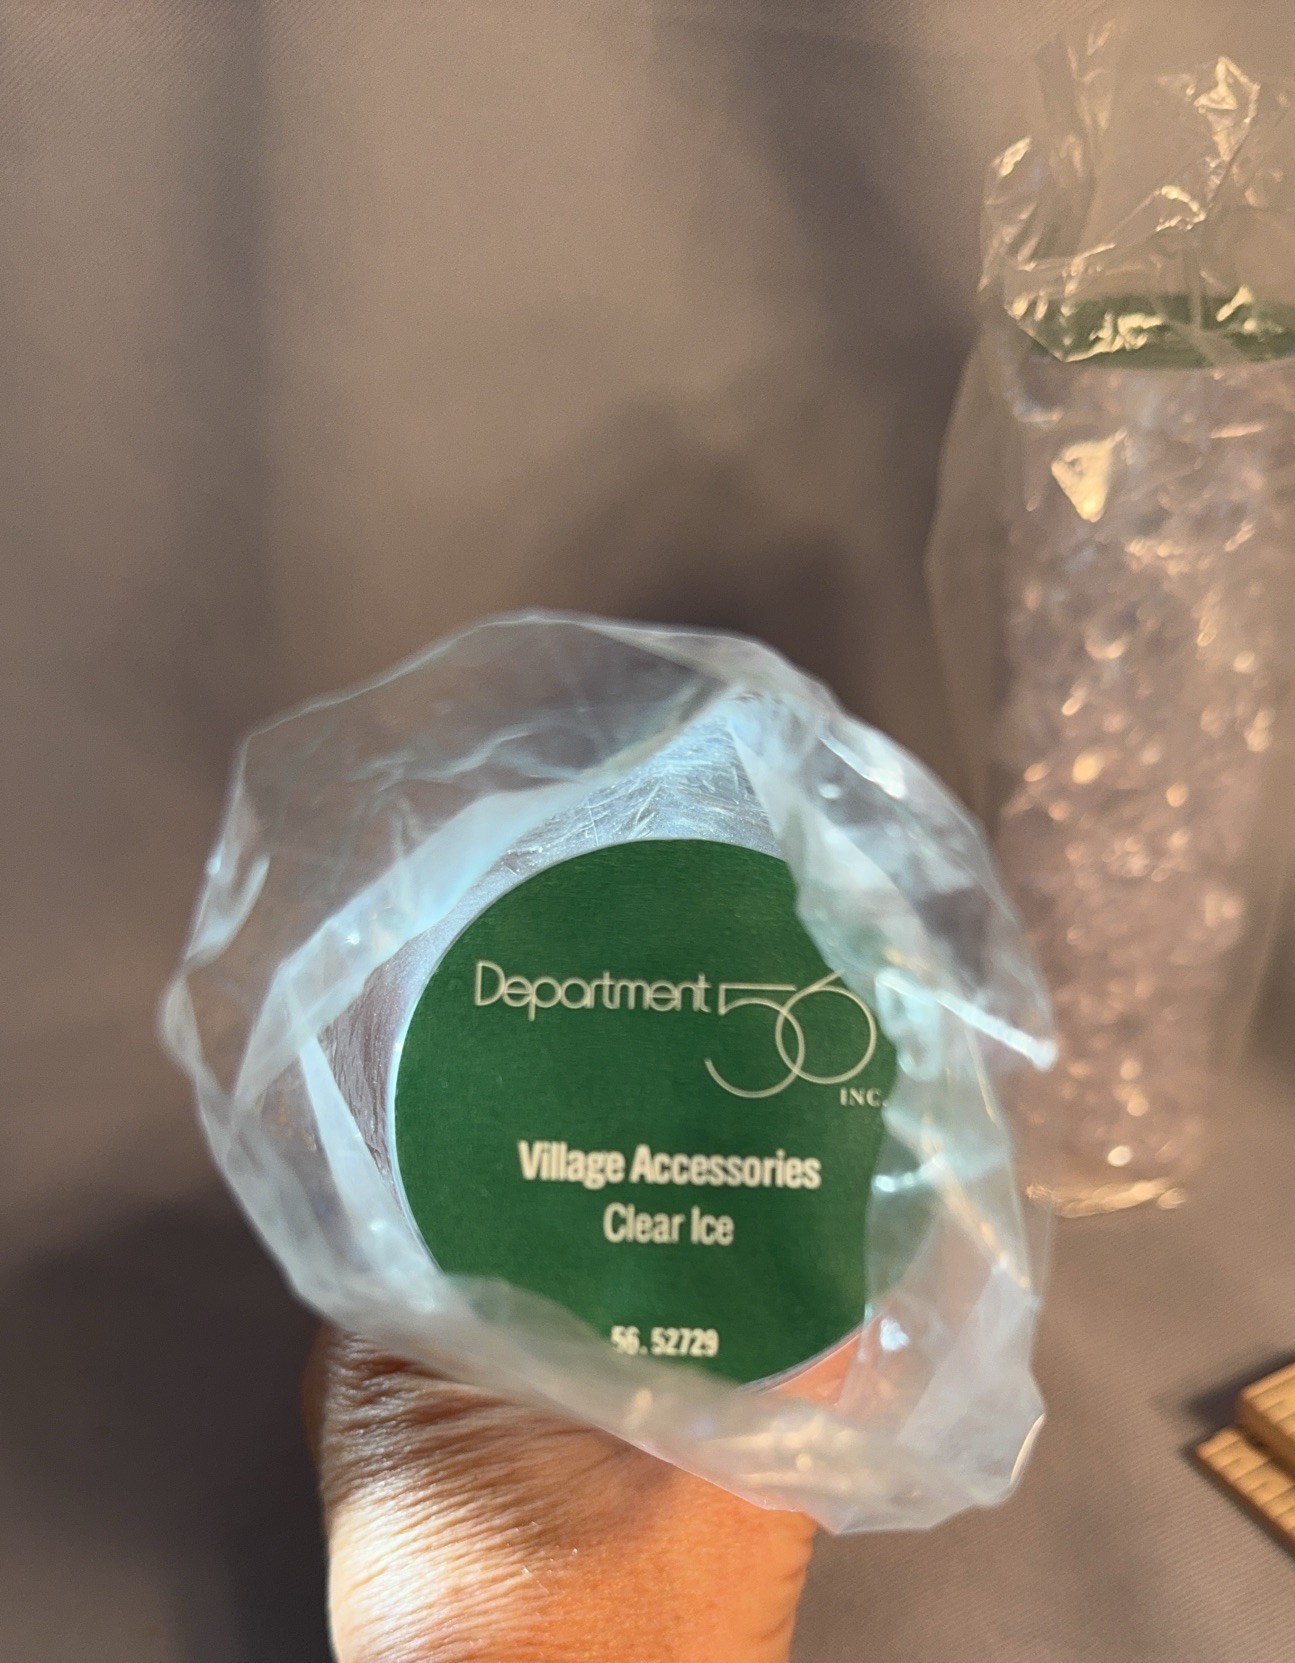 Department 56
INC.
Village Accessories
Clear Ice
56.52729